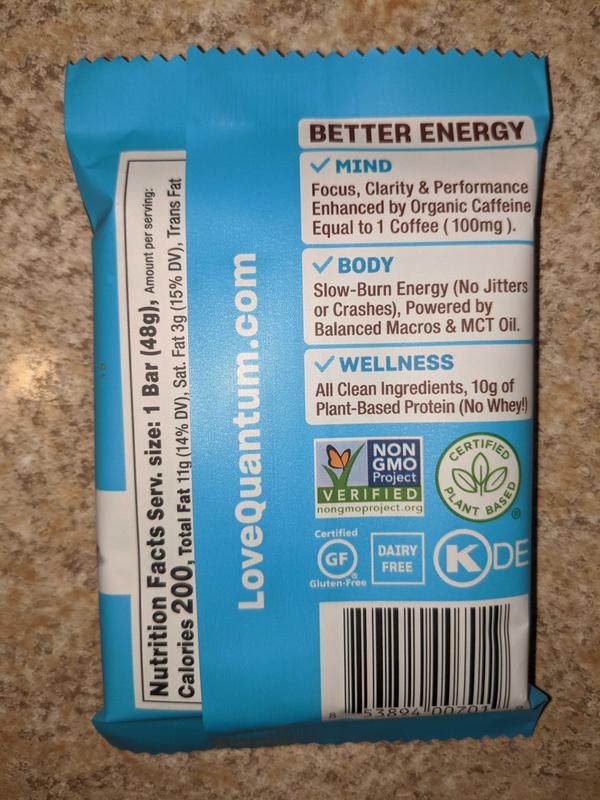 Nutrition Facts Serv. size: 1 Bar (48g), Amount per serving:
Calories 200, Total Fat 11g (14% DV), Sat. Fat 3g (15% DV), Trans Fat
LoveQuantum.com
BETTER ENERGY
MIND
Focus, Clarity & Performance
Enhanced by Organic Caffeine
Equal to 1 Coffee (100mg).
BODY
Slow-Burn Energy (No Jitters
or Crashes), Powered by
Balanced Macros & MCT Oil.
WELLNESS
All Clean Ingredients, 10g of
Plant-Based Protein (No Whey!)
NON
GMO
Project
VERIFIED
nongmoproject.org
CERTIFIED
PLANT BASED
®
Certified
GF
®
Gluten-Free
DAIRY
FREE
K DE
8 53894 00701